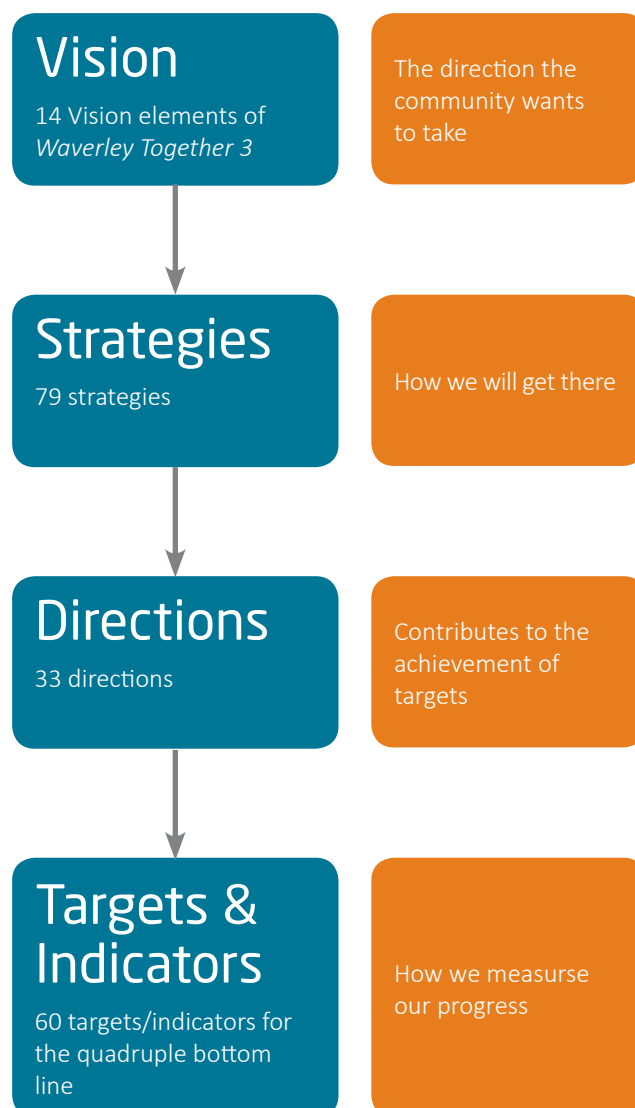 Vision
14 Vision elements of
Waverley Together 3
The direction the
community wants
to take
Strategies
79 strategies
How we will get there
Directions
33 directions
Contributes to the
achievement of
targets
Targets &
Indicators
60 targets/indicators for
the quadruple bottom
line
How we measurse
our progress